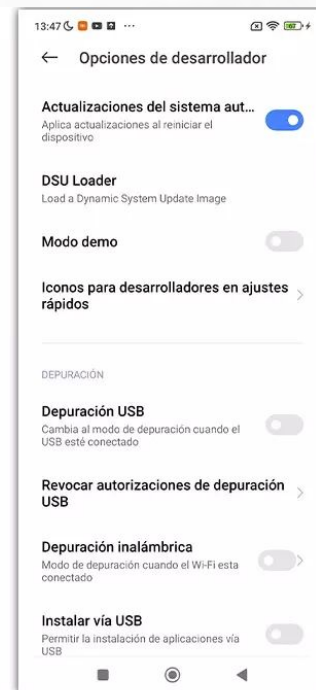 13:47
67
Opciones de desarrollador
Actualizaciones del sistema aut...
Aplica actualizaciones al reiniciar el
dispositivo
DSU Loader
Load a Dynamic System Update Image
Modo demo
Iconos para desarrolladores en ajustes
rápidos
DEPURACIÓN
Depuración USB
Cambia al modo de depuración cuando el
USB esté conectado
Revocar autorizaciones de depuración
USB
Depuración inalámbrica
Modo de depuración cuando el Wi-Fi esta
conectado
Instalar vía USB
Permitir la instalación de aplicaciones vía
USB